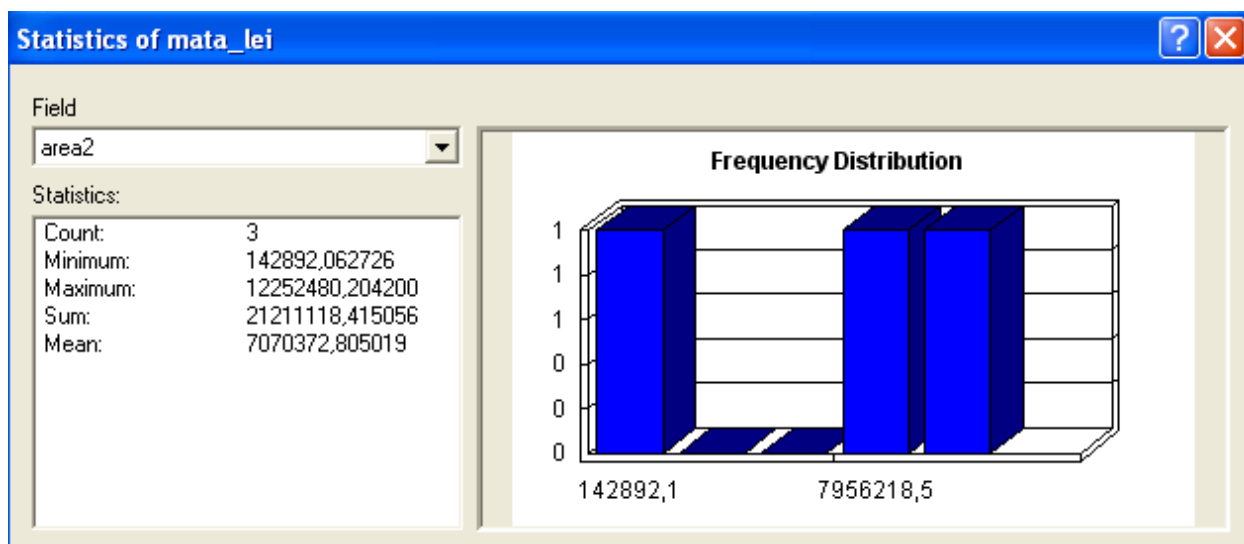 Statistics of mata_lei
Field
area2
Statistics:
Count: 3
Minimum: 142892,062726
Maximum: 12252480,204200
Sum: 21211118,415056
Mean: 7070372,805019
Frequency Distribution
1
1
1
0
0
0
142892,1 7956218,5